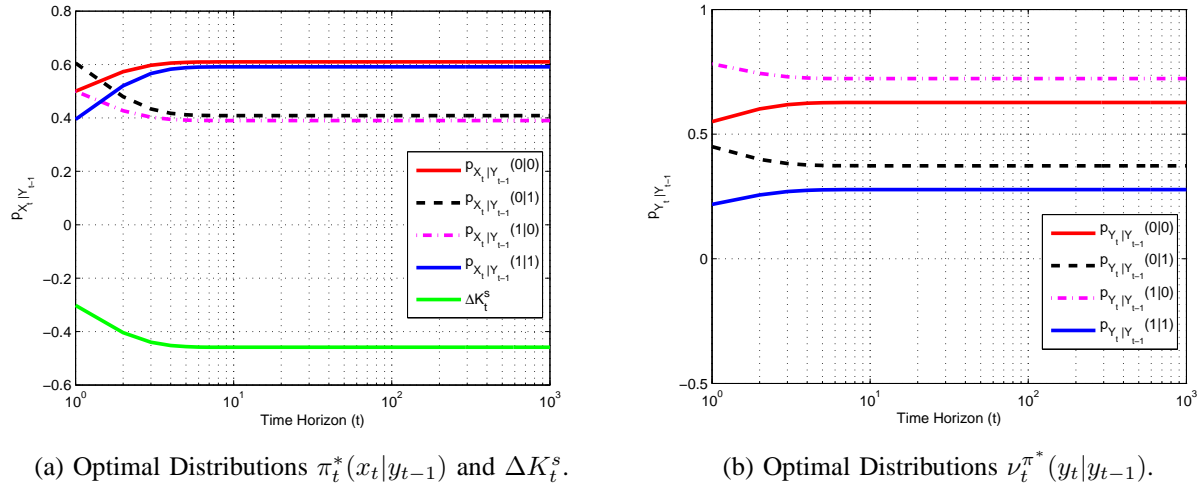 0.8
0.6
0.4
0.2
0
−0.2
−0.4
−0.6
10^0
10^1
10^2
10^3
p_{X_t|Y_{t−1}}
Time Horizon (t)
p_{X_t|Y_{t−1}}(0|0)
p_{X_t|Y_{t−1}}(0|1)
p_{X_t|Y_{t−1}}(1|0)
p_{X_t|Y_{t−1}}(1|1)
ΔK_t^s
(a) Optimal Distributions π_t^*(x_t|y_{t−1}) and ΔK_t^s.
1
0.5
0
−0.5
10^0
10^1
10^2
10^3
p_{Y_t|Y_{t−1}}
Time Horizon (t)
p_{Y_t|Y_{t−1}}(0|0)
p_{Y_t|Y_{t−1}}(0|1)
p_{Y_t|Y_{t−1}}(1|0)
p_{Y_t|Y_{t−1}}(1|1)
(b) Optimal Distributions ν_t^{π^*}(y_t|y_{t−1}).